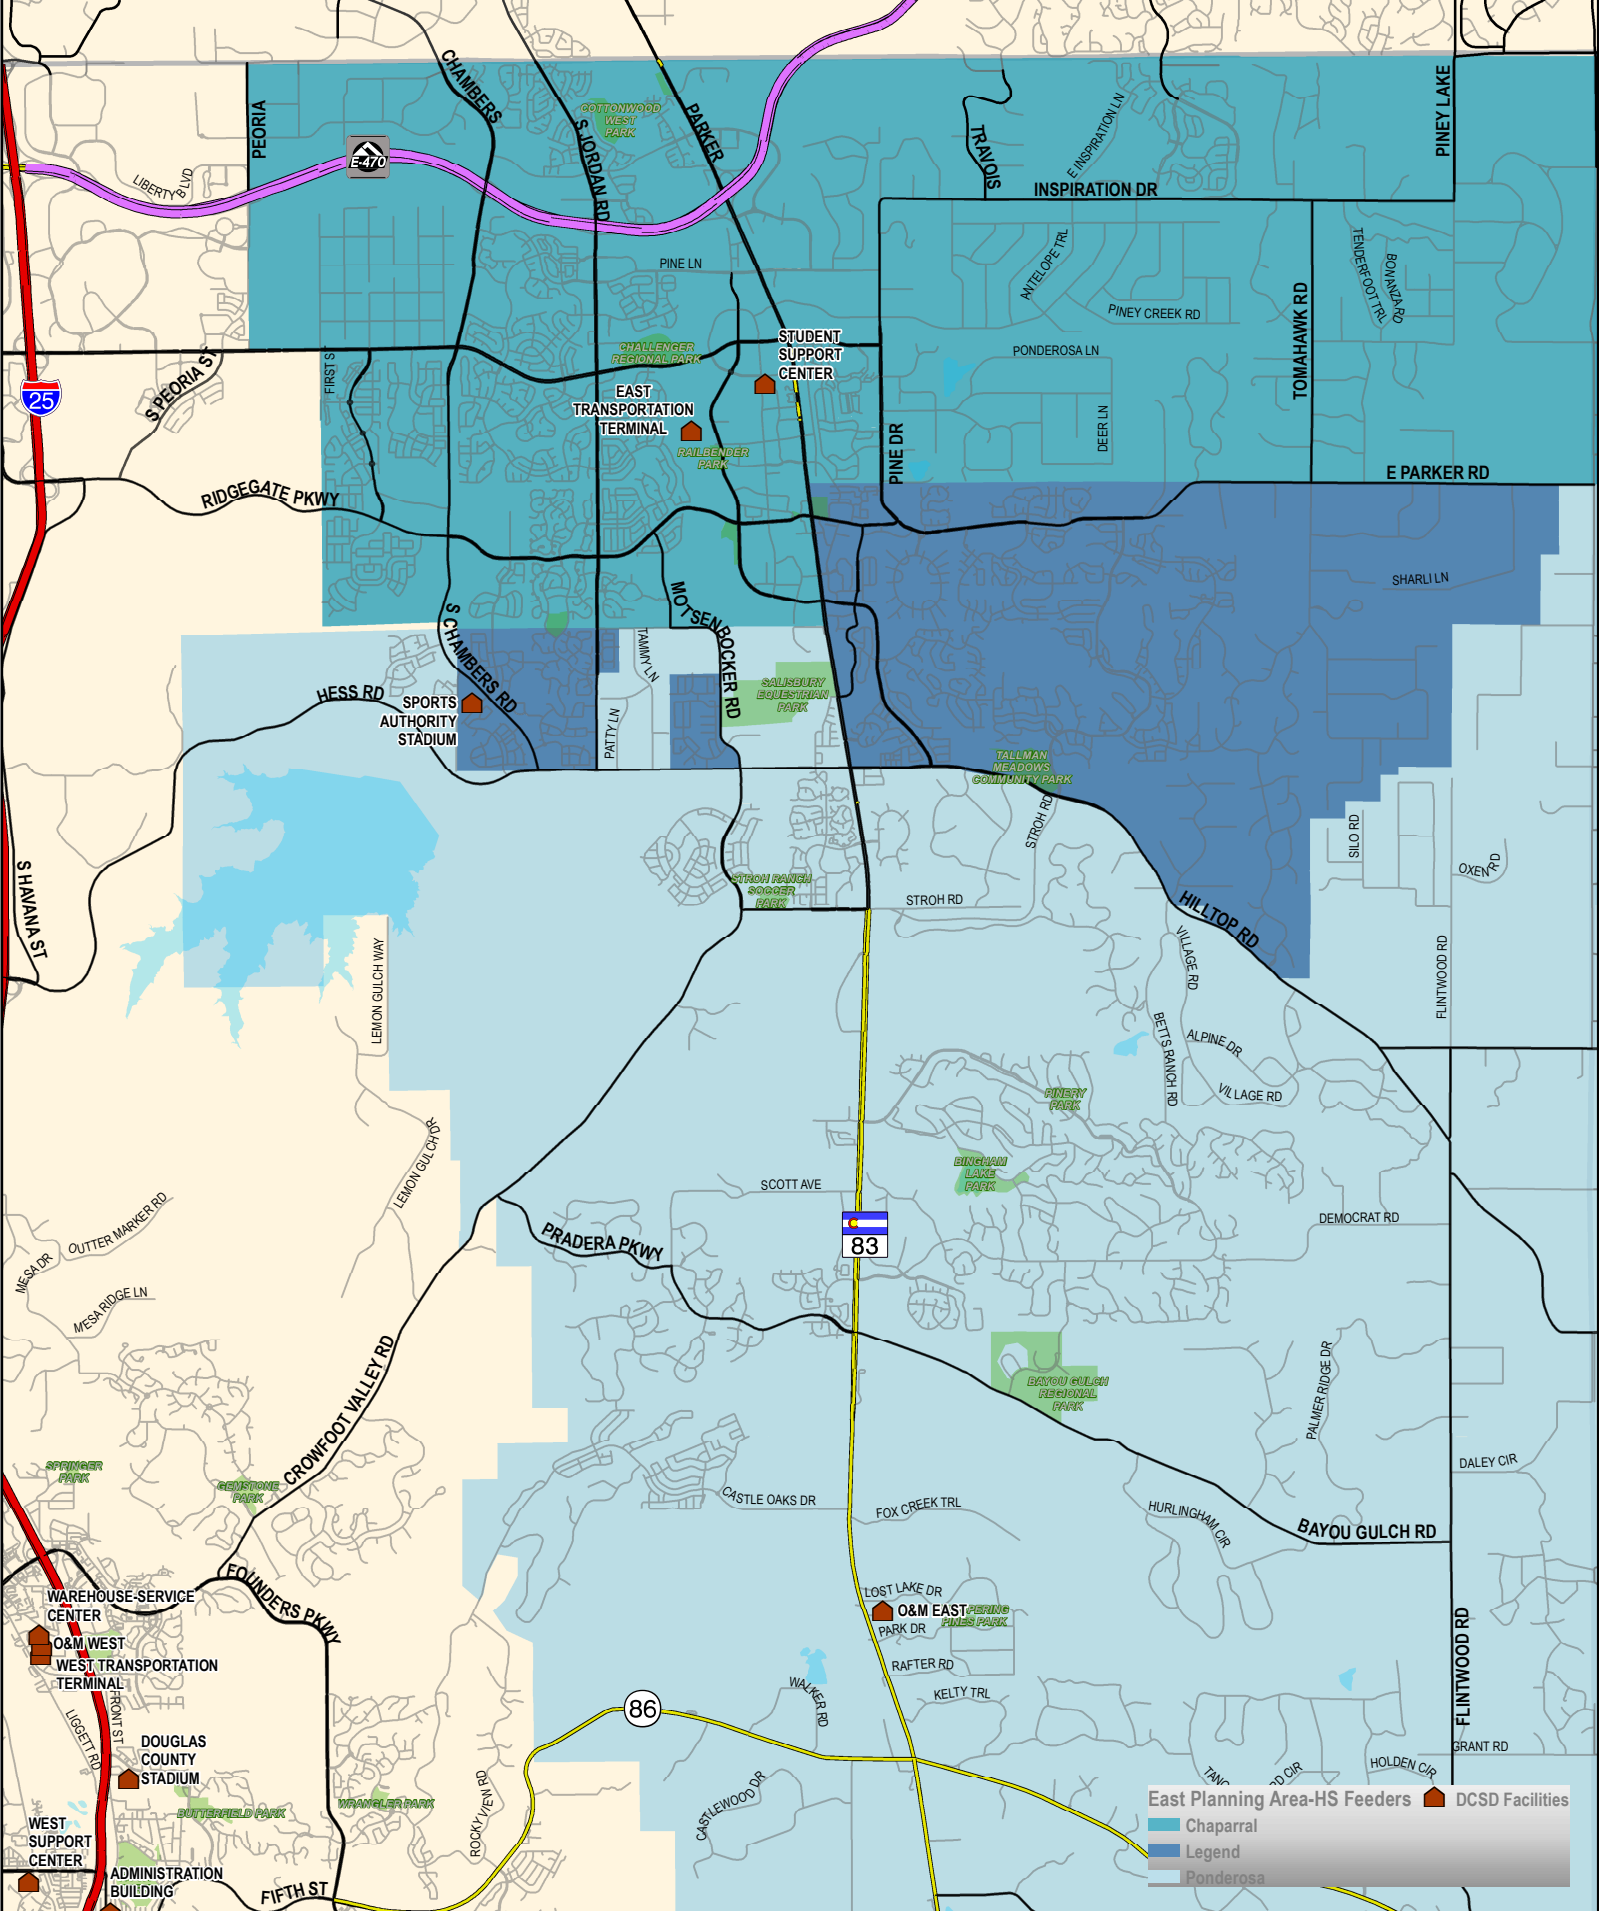 CHAMBERS
PEORIA
COTTONWOOD
WEST
PARK
S JORDAN RD
PARKER
TRAVOIS
E INSPIRATION LN
PINEY LAKE
E-470
LIBERTY BLVD
INSPIRATION DR
PINE LN
ANTELOPE TRL
PINEY CREEK RD
TENDERFOOT TRL
BONANZA RD
TOMAHAWK RD
STUDENT
SUPPORT
CENTER
CHALLENGER
REGIONAL PARK
PONDEROSA LN
FIRST ST
S PEORIA ST
25
EAST
TRANSPORTATION
TERMINAL
RAILBENDER
PARK
PINE DR
DEER LN
E PARKER RD
RIDGEGATE PKWY
SHARLI LN
S CHAMBERS RD
MOTSENBOCKER RD
TAMMY LN
HESS RD
SPORTS
AUTHORITY
STADIUM
PATTY LN
SALISBURY
EQUESTRIAN
PARK
TALLMAN
MEADOWS
COMMUNITY PARK
STROH RD
SILO RD
OXEN RD
S HAVANA ST
STROH RANCH
SOCCER
PARK
STROH RD
HILLTOP RD
LEMON GULCH WAY
VILLAGE RD
FLINTWOOD RD
BETTS RANCH RD
ALPINE DR
VILLAGE RD
PINERY
PARK
LEMON GULCH DR
BINGHAM
LAKE
PARK
SCOTT AVE
OUTTER MARKER RD
MESA DR
MESA RIDGE LN
PRADERA PKWY
83
DEMOCRAT RD
CROWFOOT VALLEY RD
BAYOU GULCH
REGIONAL
PARK
PALMER RIDGE DR
SPRINGER
PARK
GEMSTONE
PARK
DALEY CIR
CASTLE OAKS DR
FOX CREEK TRL
HURLINGHAM CIR
BAYOU GULCH RD
FOUNDERS PKWY
WAREHOUSE-SERVICE
CENTER
O&M WEST
WEST TRANSPORTATION
TERMINAL
LOST LAKE DR
O&M EAST
PERING
PINES PARK
PARK DR
RAFTER RD
KELTY TRL
WALKER RD
FLINTWOOD RD
86
FRONT ST
LIGGETT RD
DOUGLAS
COUNTY
STADIUM
BUTTERFIELD PARK
WRANGLER PARK
ROCKY VIEW RD
CASTLEWOOD DR
GRANT RD
HOLDEN CIR
TANG
RD CIR
WEST
SUPPORT
CENTER
ADMINISTRATION
BUILDING
FIFTH ST
East Planning Area-HS Feeders
DCSD Facilities
Chaparral
Legend
Ponderosa